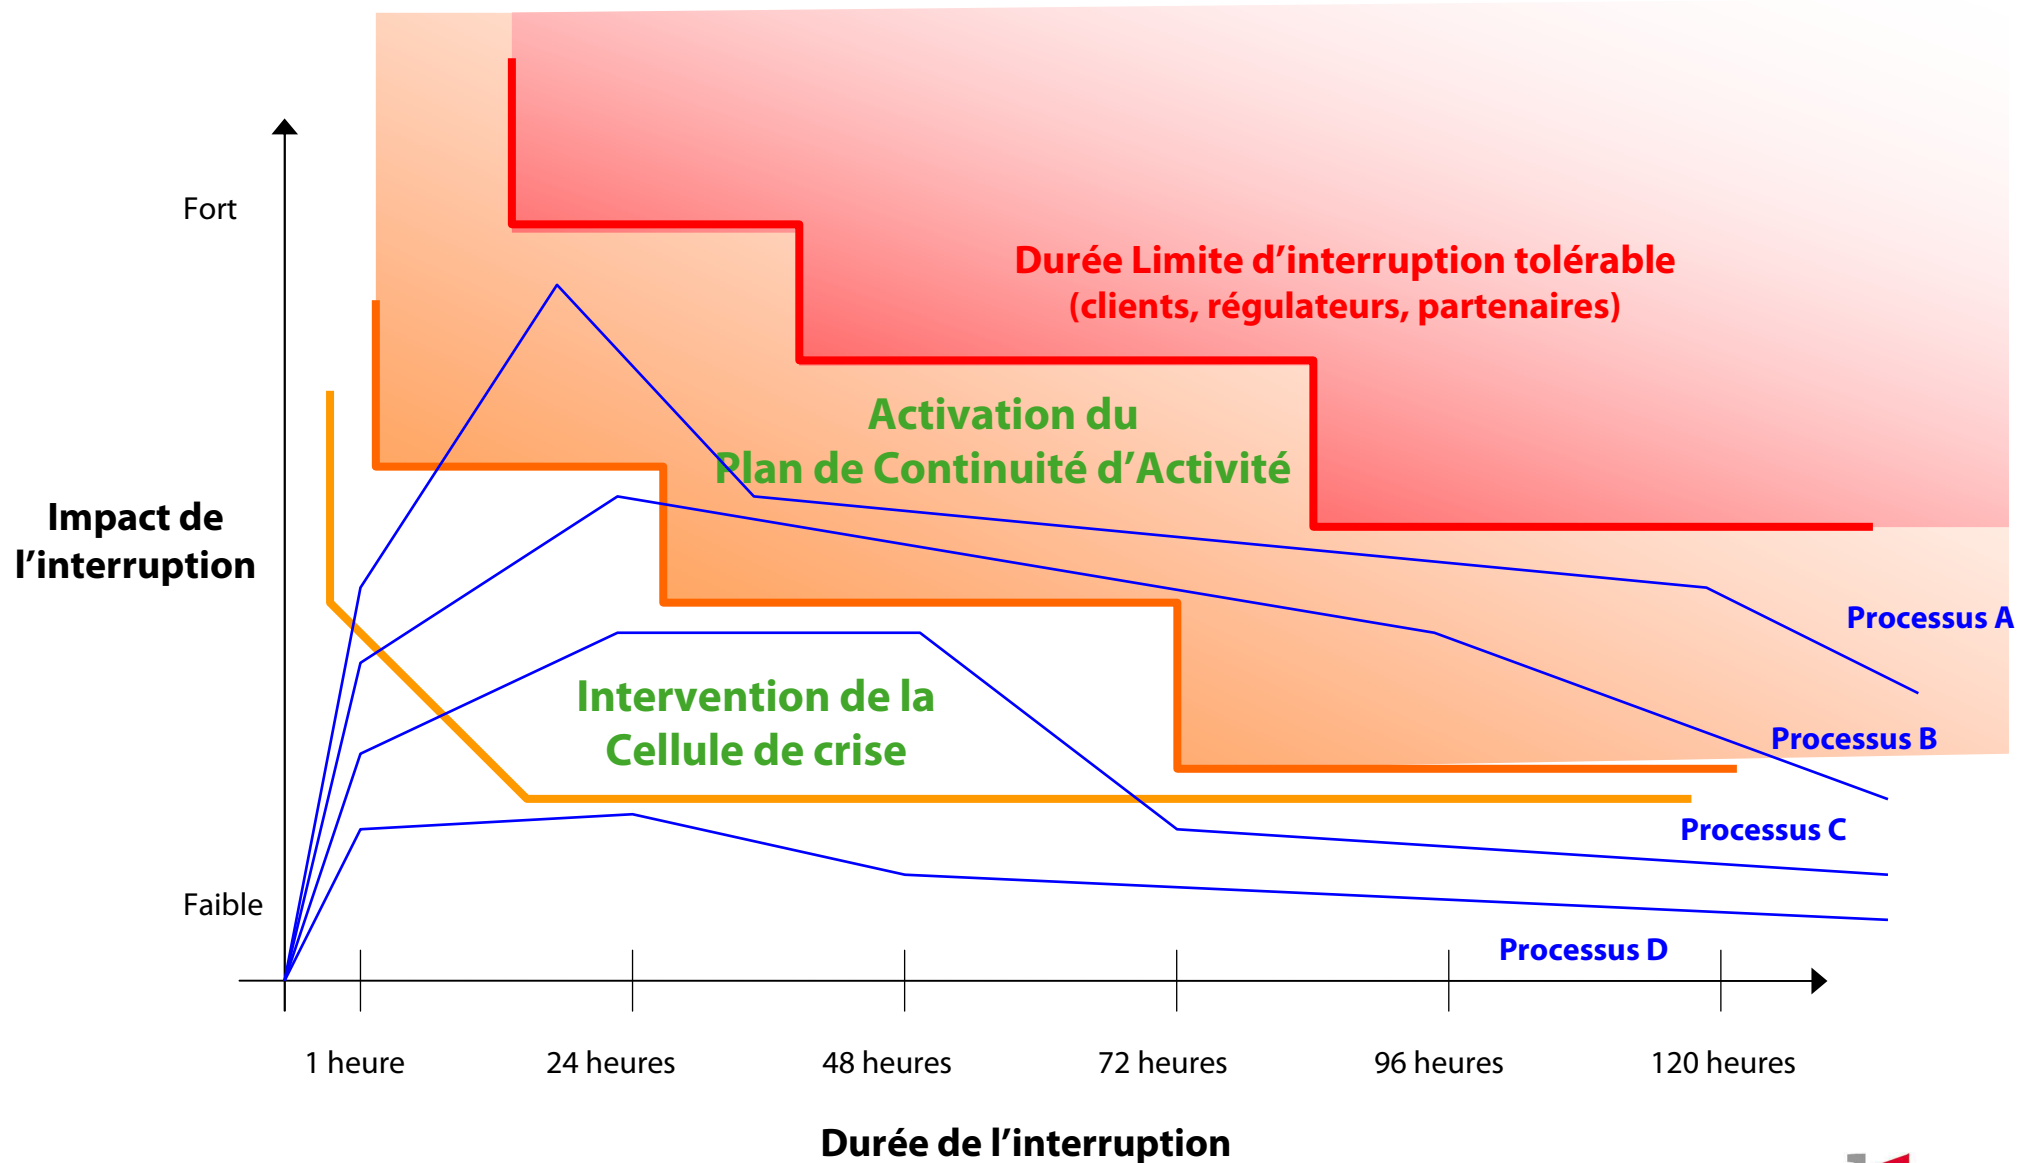 Fort
Durée Limite d’interruption tolérable
(clients, régulateurs, partenaires)
Activation du
Plan de Continuité d’Activité
Impact de
l’interruption
Processus A
Intervention de la
Cellule de crise
Processus B
Processus C
Faible
Processus D
1 heure
24 heures
48 heures
72 heures
96 heures
120 heures
Durée de l’interruption